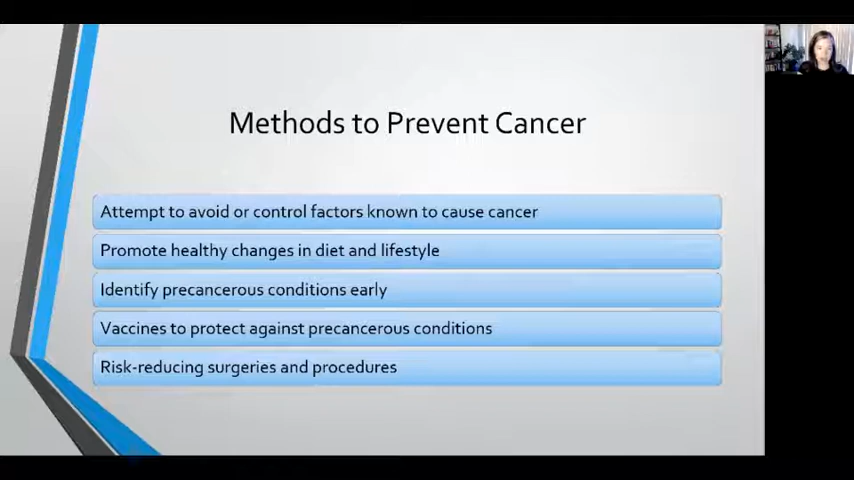 Methods to Prevent Cancer
Attempt to avoid or control factors known to cause cancer
Promote healthy changes in diet and lifestyle
Identify precancerous conditions early
Vaccines to protect against precancerous conditions
Risk-reducing surgeries and procedures